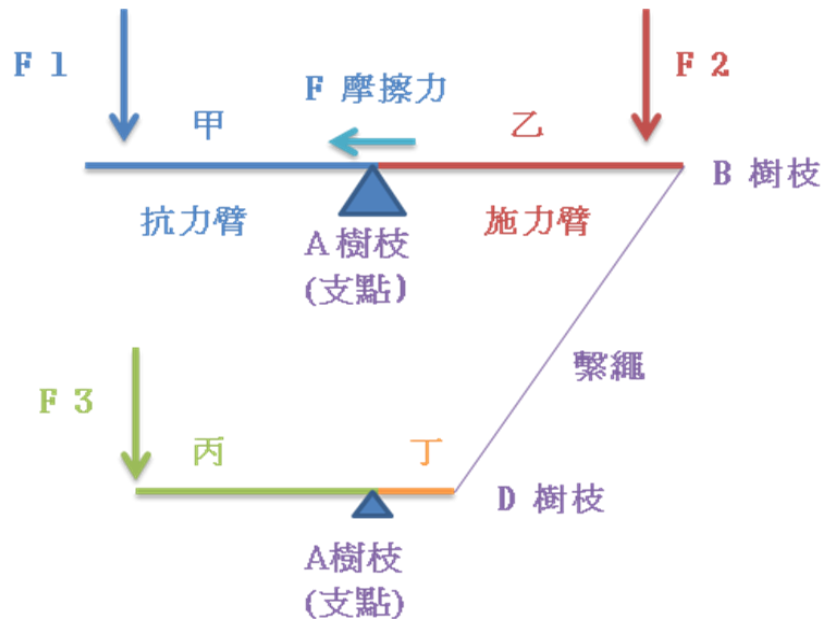 F 1
F 2
F 摩擦力
甲
乙
B 樹枝
抗力臂
施力臂
A 樹枝
(支點)
繫繩
F 3
丙
丁
D 樹枝
A樹枝
(支點)